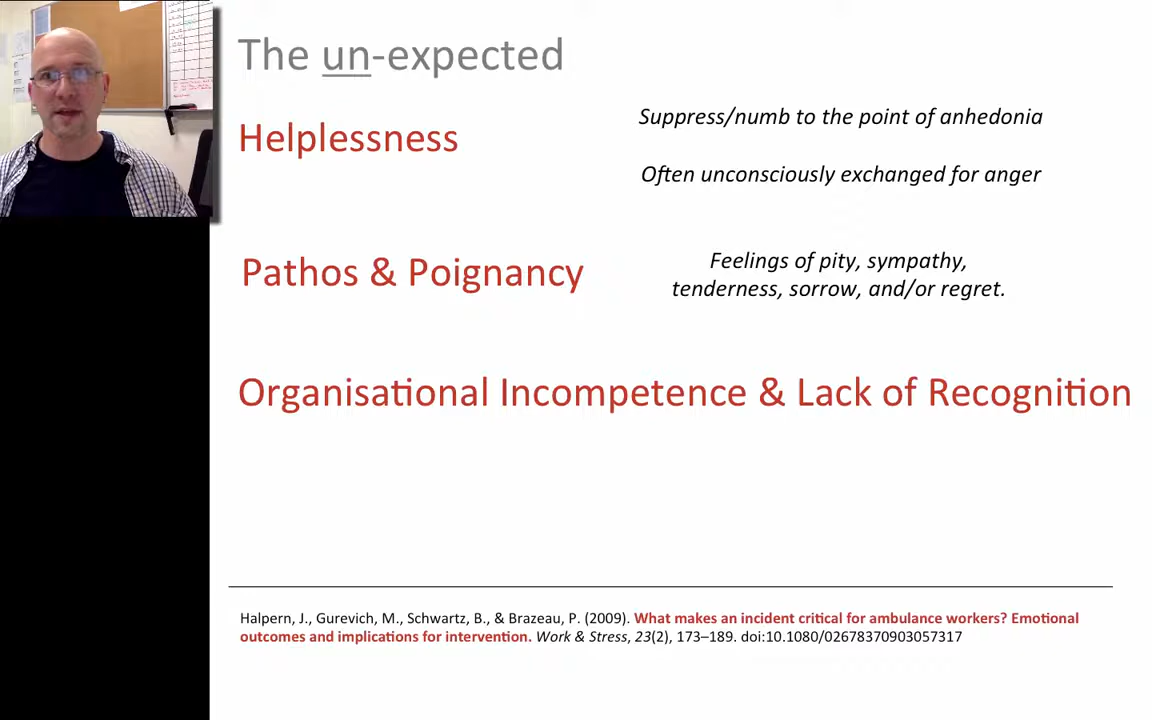 The un-expected
Helplessness
Suppress/numb to the point of anhedonia
Often unconsciously exchanged for anger
Pathos & Poignancy
Feelings of pity, sympathy,
tenderness, sorrow, and/or regret.
Organisational Incompetence & Lack of Recognition
Halpern, J., Gurevich, M., Schwartz, B., & Brazeau, P. (2009). What makes an incident critical for ambulance workers? Emotional
outcomes and implications for intervention. Work & Stress, 23(2), 173–189. doi:10.1080/02678370903057317